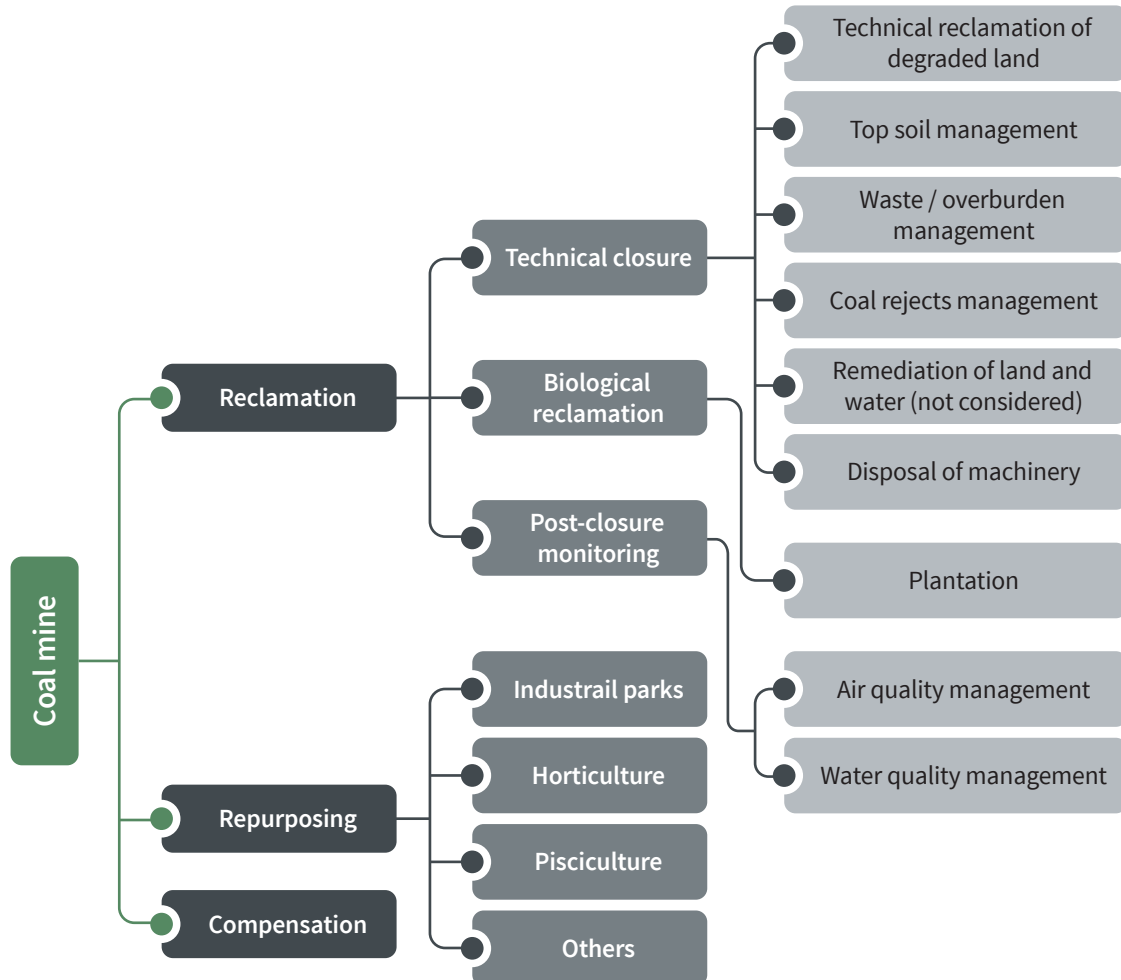 Technical reclamation of
degraded land
Top soil management
Waste / overburden
management
Technical closure
Coal rejects management
Remediation of land and
water (not considered)
Reclamation
Biological
reclamation
Disposal of machinery
Post-closure
monitoring
Plantation
Coal mine
Industrail parks
Air quality management
Horticulture
Water quality management
Repurposing
Pisciculture
Compensation
Others